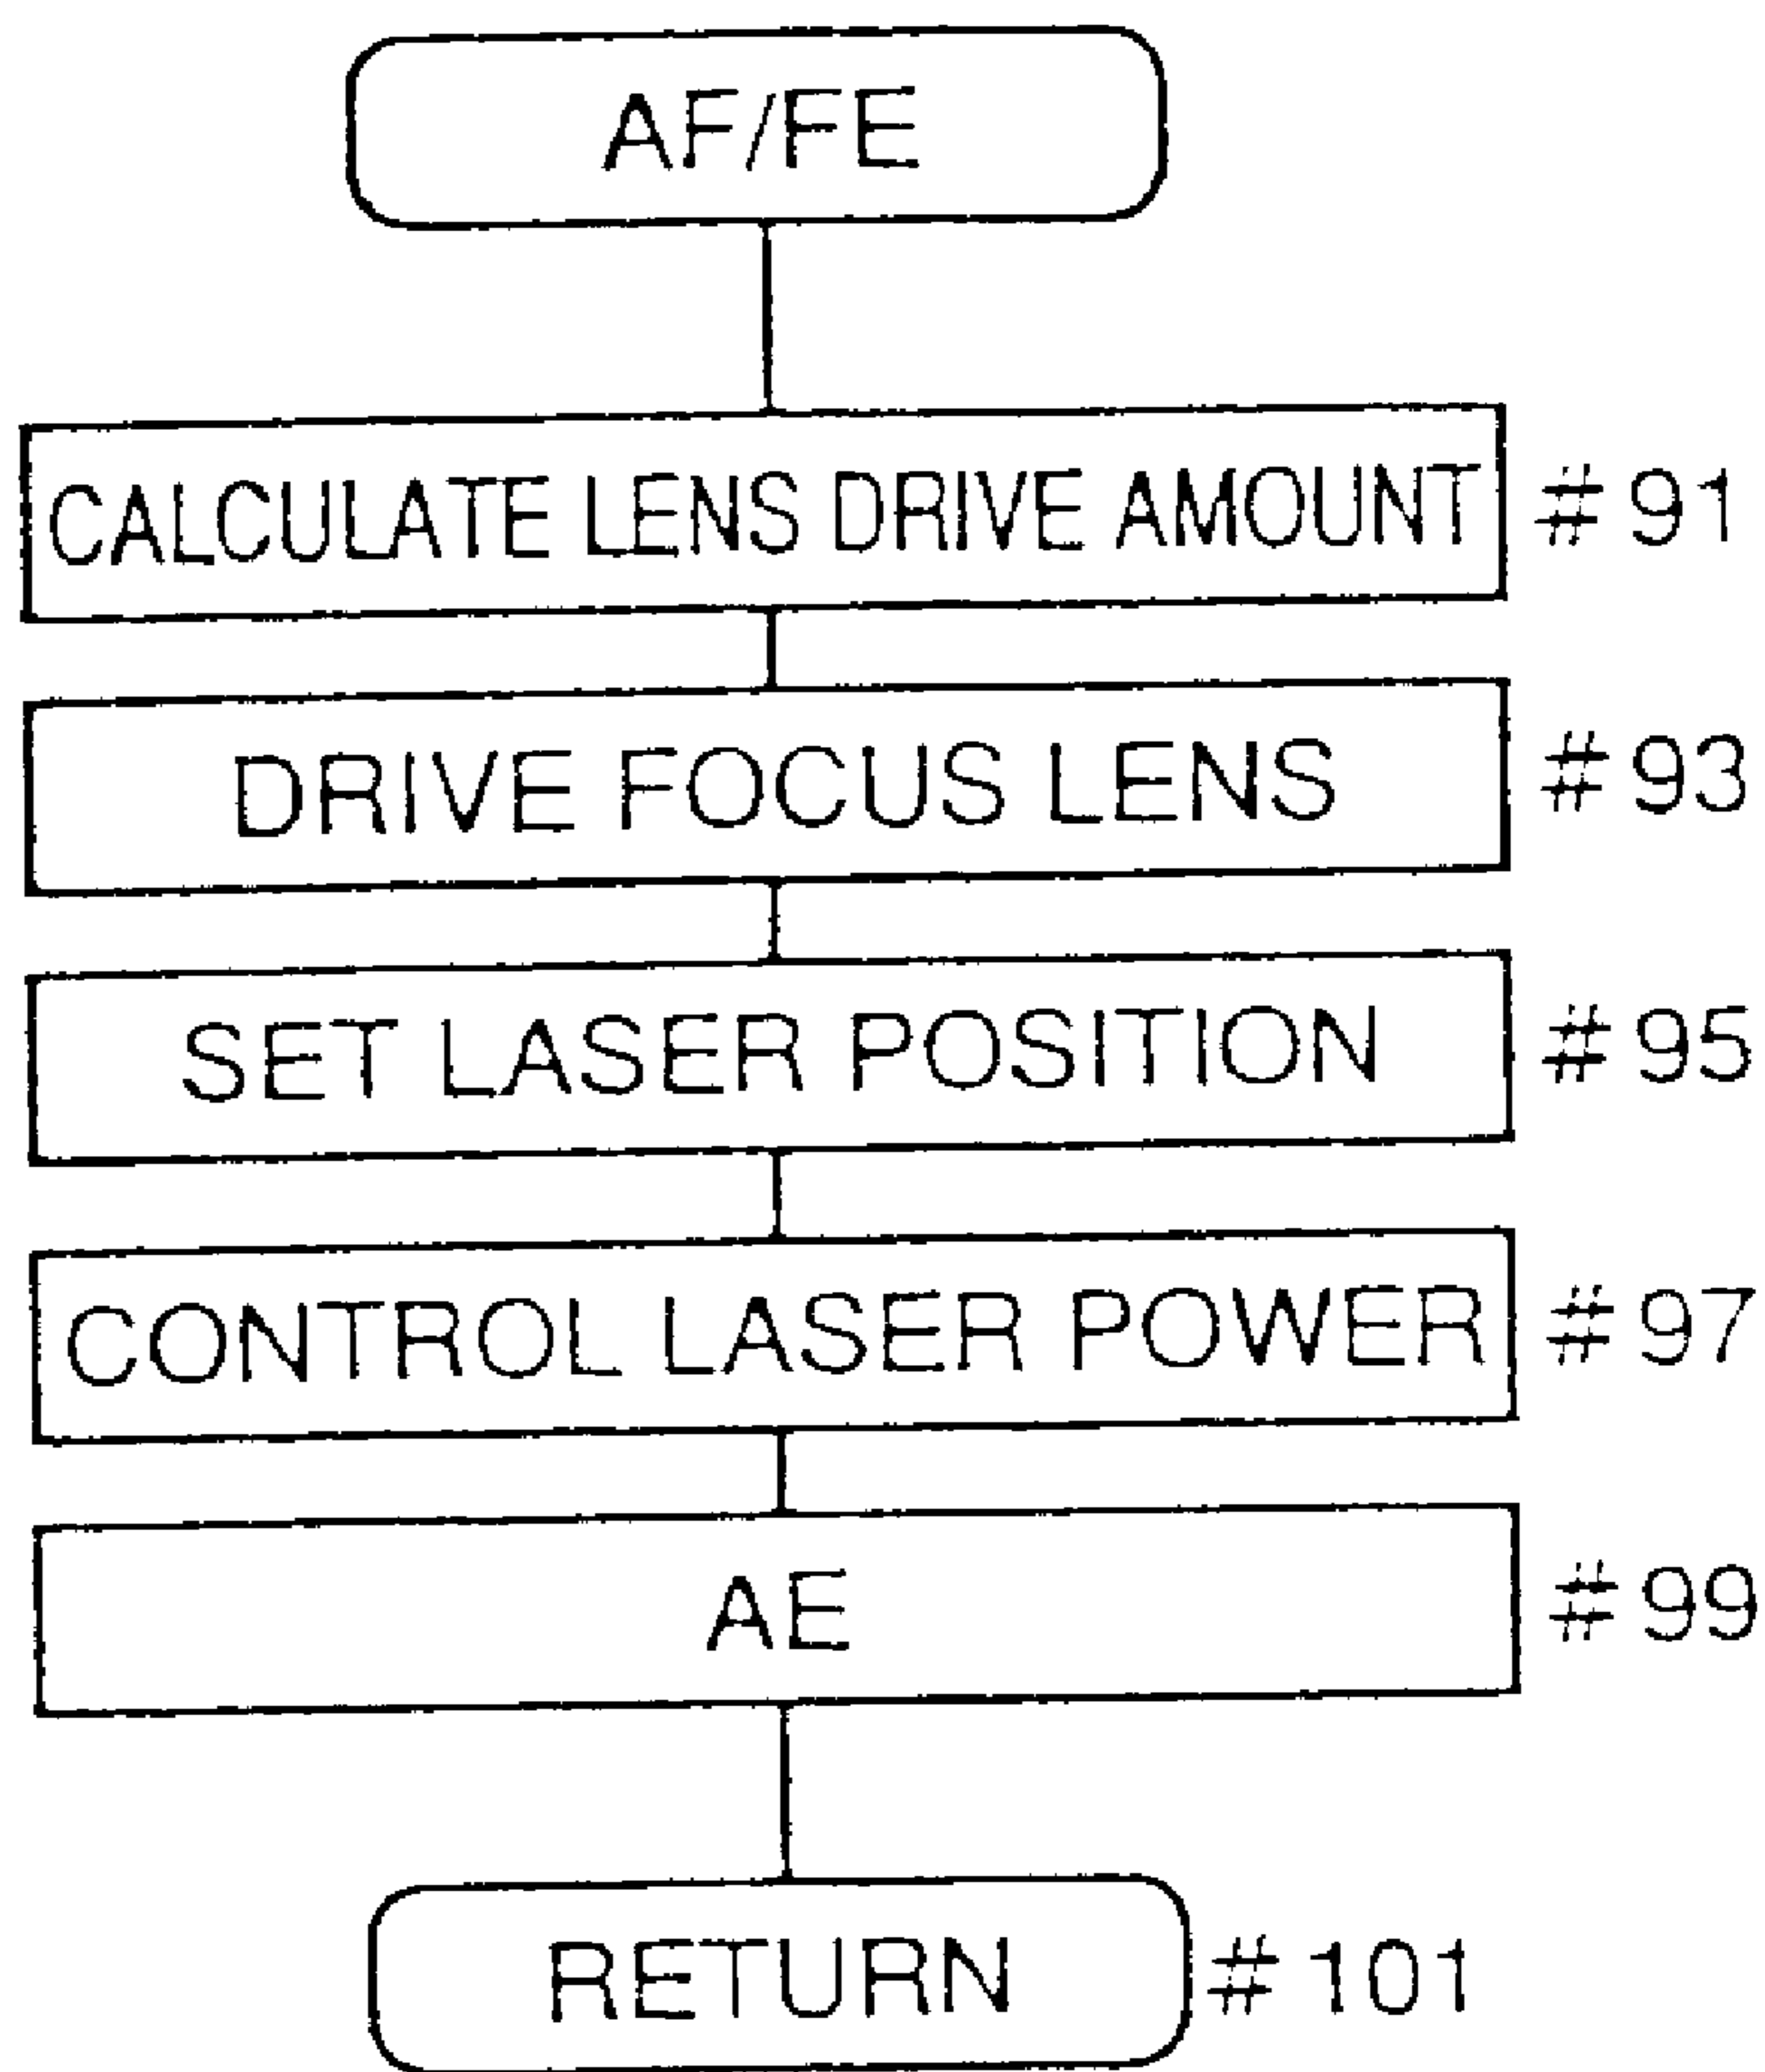 AF/FE
CALCULATE LENS DRIVE AMOUNT #91
DRIVE FOCUS LENS #93
SET LASER POSITION #95
CONTROL LASER POWER #97
AE #99
RETURN #101